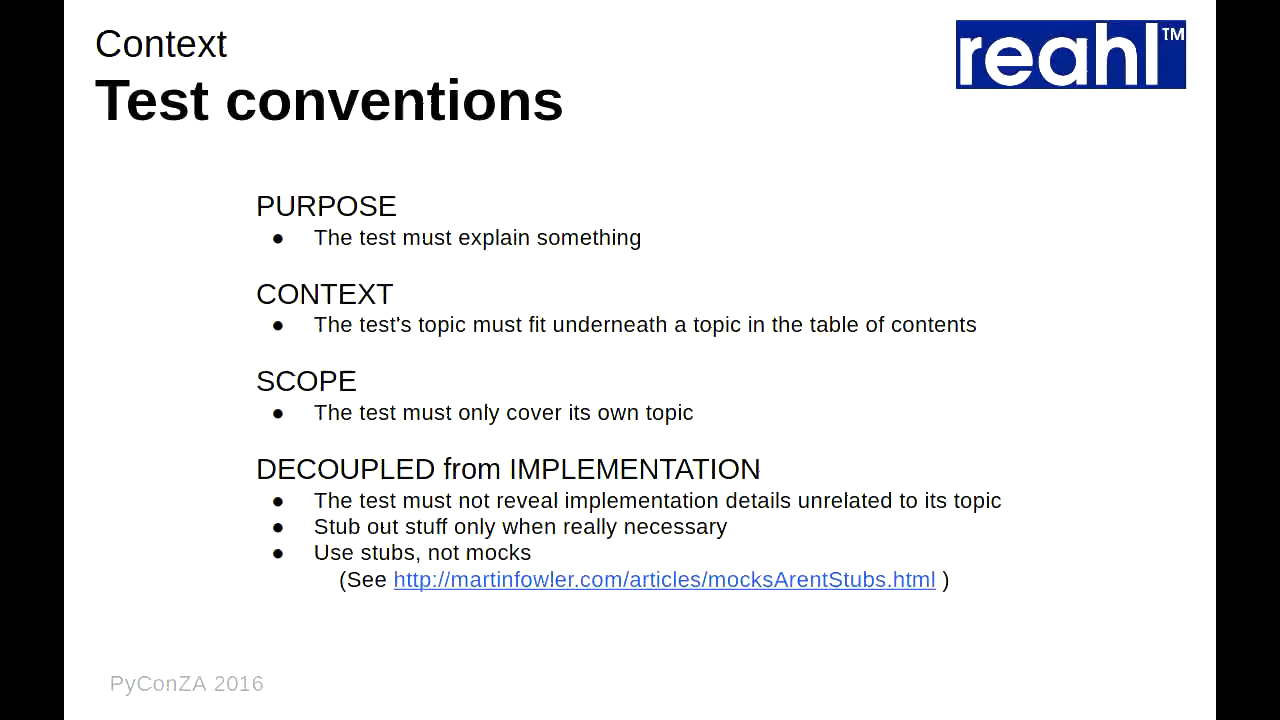 Context
reahl™
Test conventions
PURPOSE
● The test must explain something
CONTEXT
● The test's topic must fit underneath a topic in the table of contents
SCOPE
● The test must only cover its own topic
DECOUPLED from IMPLEMENTATION
● The test must not reveal implementation details unrelated to its topic
● Stub out stuff only when really necessary
● Use stubs, not mocks
(See http://martinfowler.com/articles/mocksArentStubs.html )
PyConZA 2016